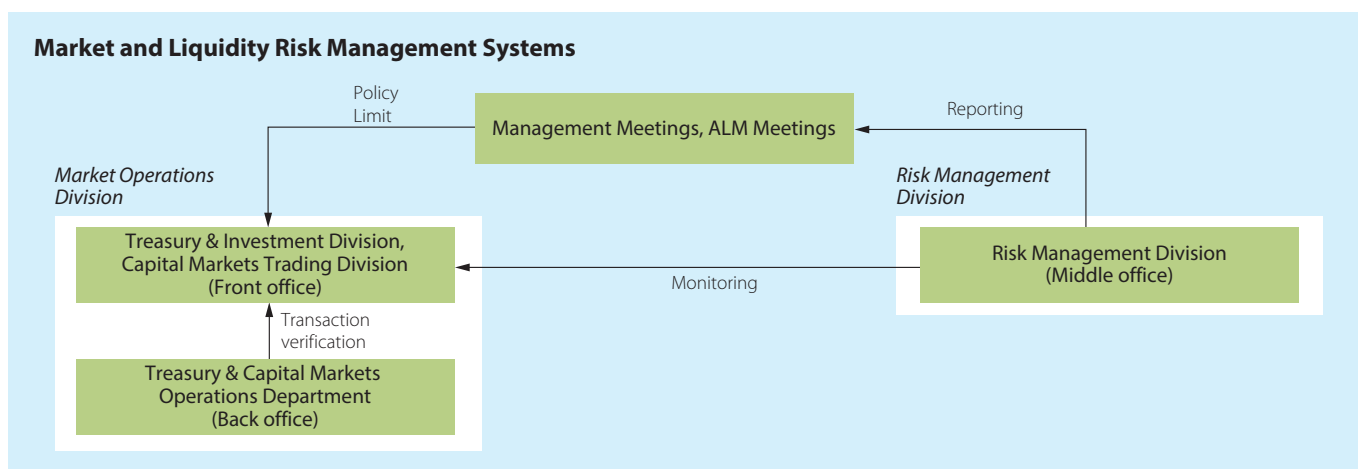 Market and Liquidity Risk Management Systems
Policy
Limit
Management Meetings, ALM Meetings
Reporting
Market Operations
Division
Risk Management
Division
Treasury & Investment Division,
Capital Markets Trading Division
(Front office)
Monitoring
Risk Management Division
(Middle office)
Transaction
verification
Treasury & Capital Markets
Operations Department
(Back office)